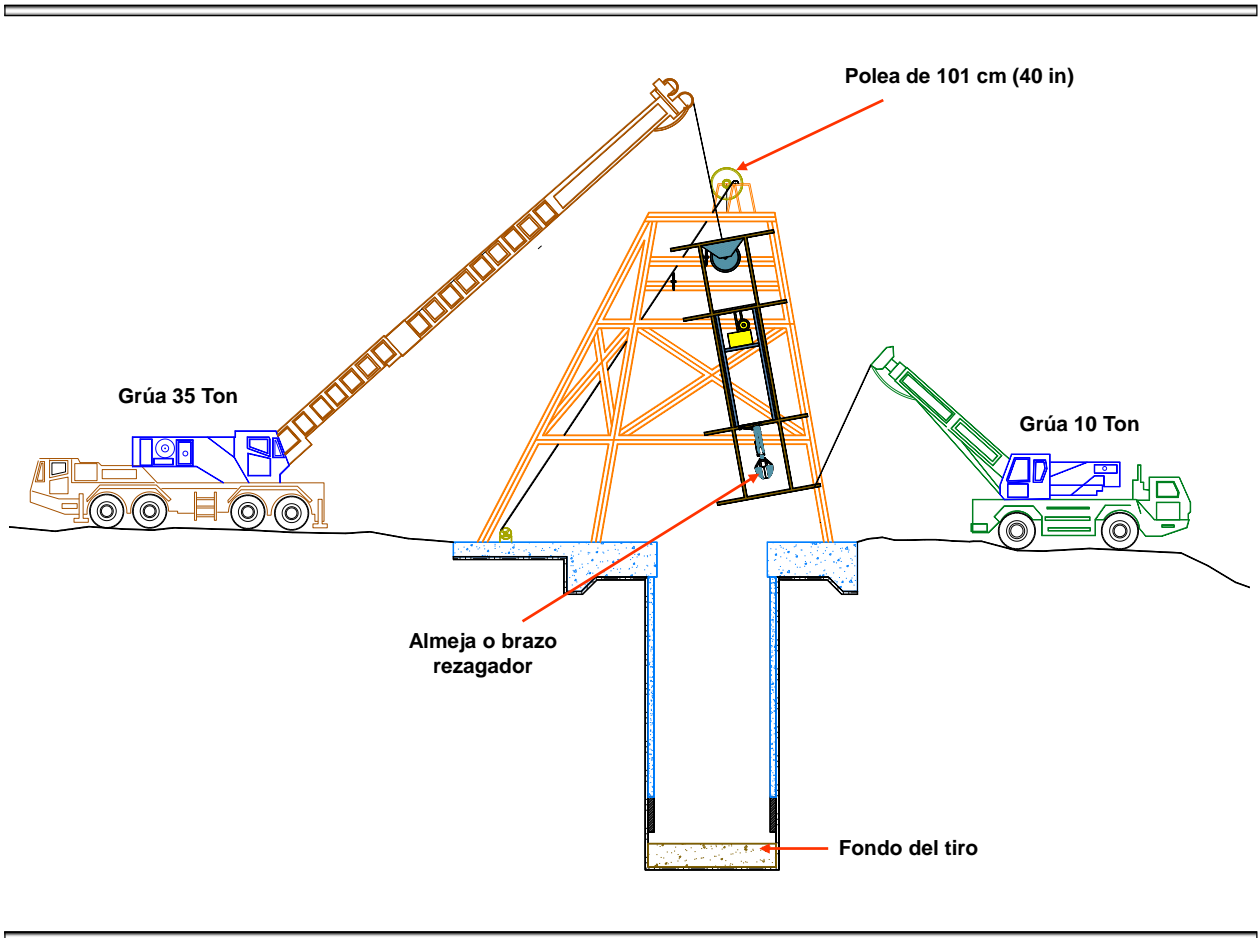 Polea de 101 cm (40 in)
Grúa 35 Ton
Grúa 10 Ton
Almeja o brazo
rezagador
Fondo del tiro